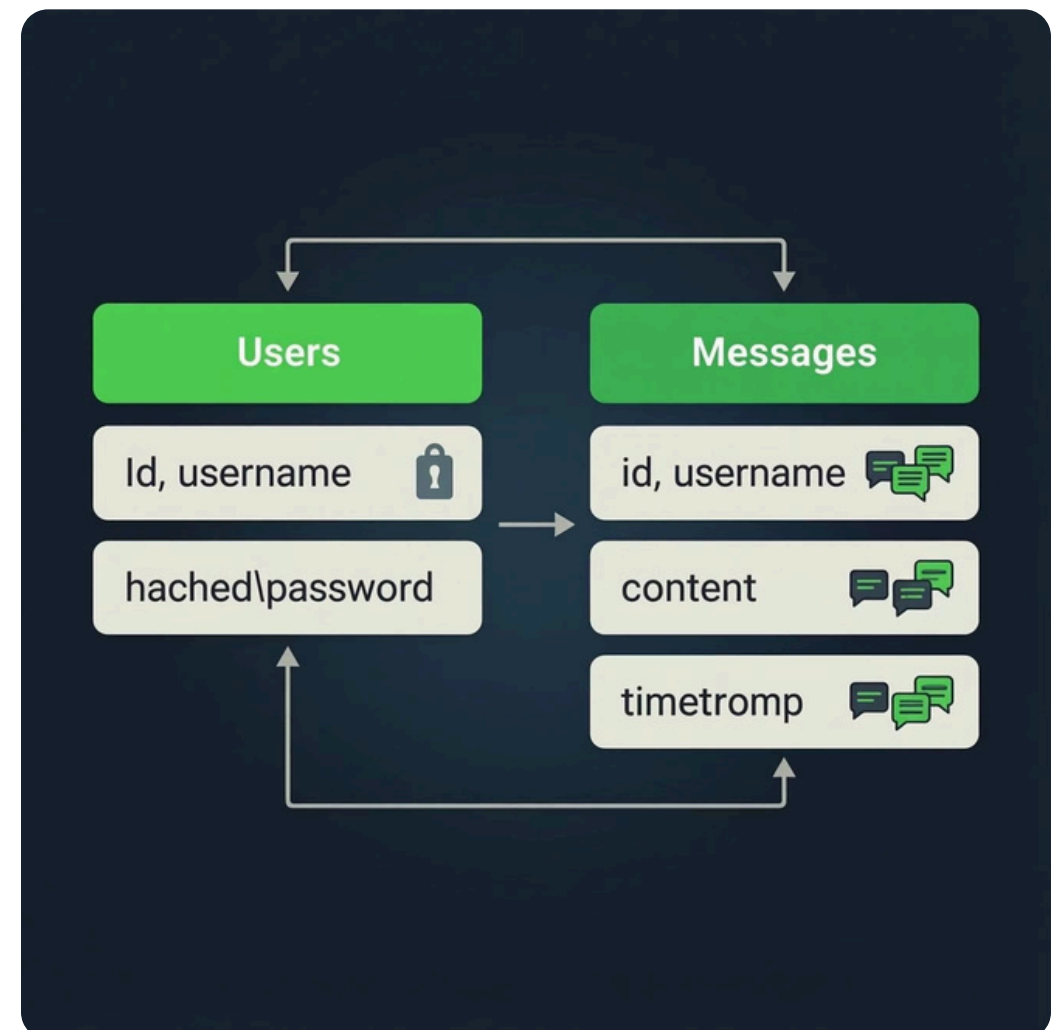 Users
Id, username
hached\password
Messages
id, username
content
timetromp